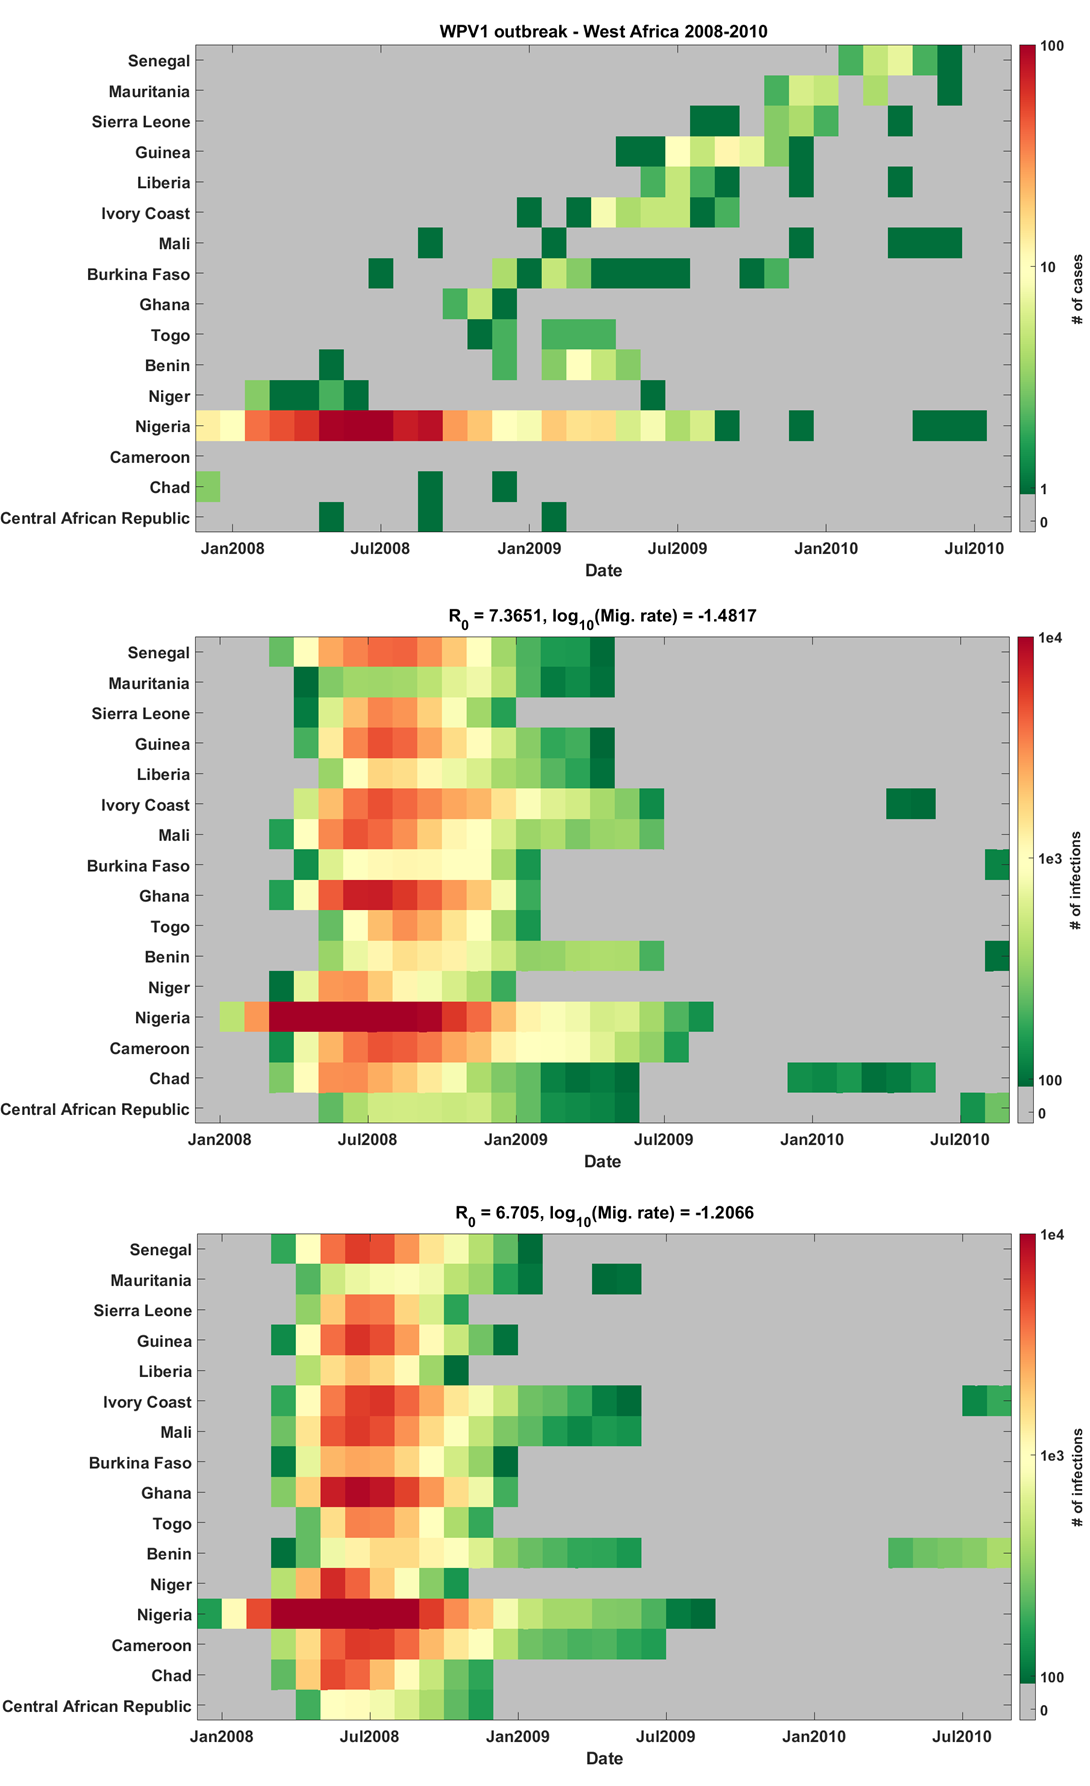 WPV1 outbreak - West Africa 2008-2010
Senegal
Mauritania
Sierra Leone
Guinea
Liberia
Ivory Coast
Mali
Burkina Faso
Ghana
Togo
Benin
Niger
Nigeria
Cameroon
Chad
Central African Republic
Jan2008 Jul2008 Jan2009 Jul2009 Jan2010 Jul2010
Date
100
10
1
0
# of cases
R0 = 7.3651, log10(Mig. rate) = -1.4817
Senegal
Mauritania
Sierra Leone
Guinea
Liberia
Ivory Coast
Mali
Burkina Faso
Ghana
Togo
Benin
Niger
Nigeria
Cameroon
Chad
Central African Republic
Jan2008 Jul2008 Jan2009 Jul2009 Jan2010 Jul2010
Date
1e4
1e3
100
0
# of infections
R0 = 6.705, log10(Mig. rate) = -1.2066
Senegal
Mauritania
Sierra Leone
Guinea
Liberia
Ivory Coast
Mali
Burkina Faso
Ghana
Togo
Benin
Niger
Nigeria
Cameroon
Chad
Central African Republic
Jan2008 Jul2008 Jan2009 Jul2009 Jan2010 Jul2010
Date
1e4
1e3
100
0
# of infections